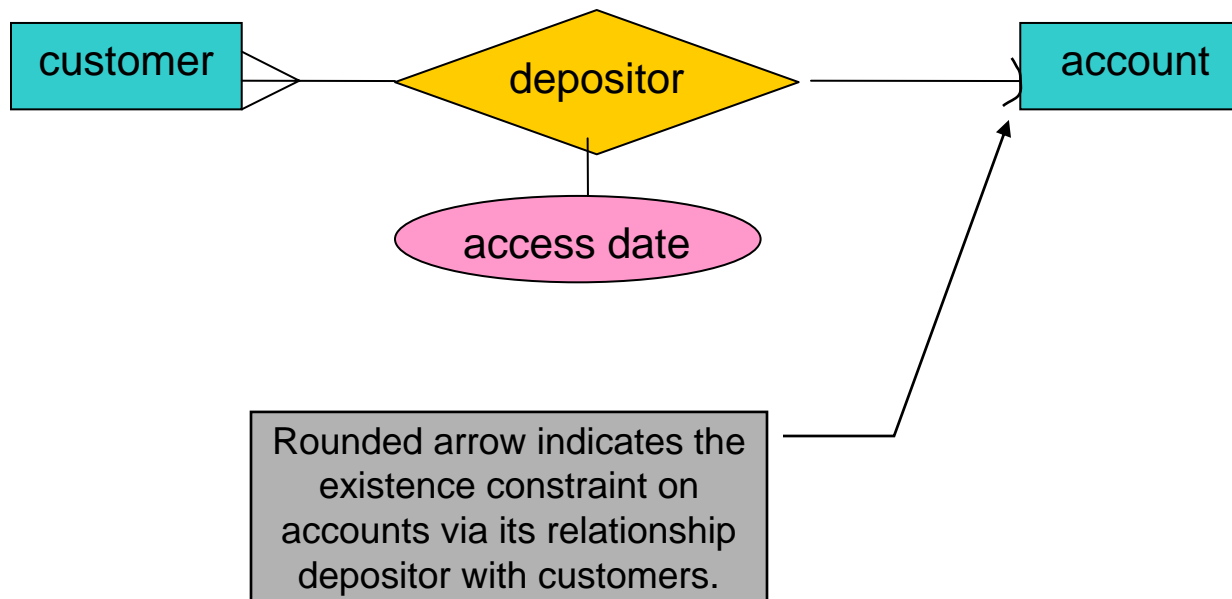 customer
depositor
account
access date
Rounded arrow indicates the
existence constraint on
accounts via its relationship
depositor with customers.